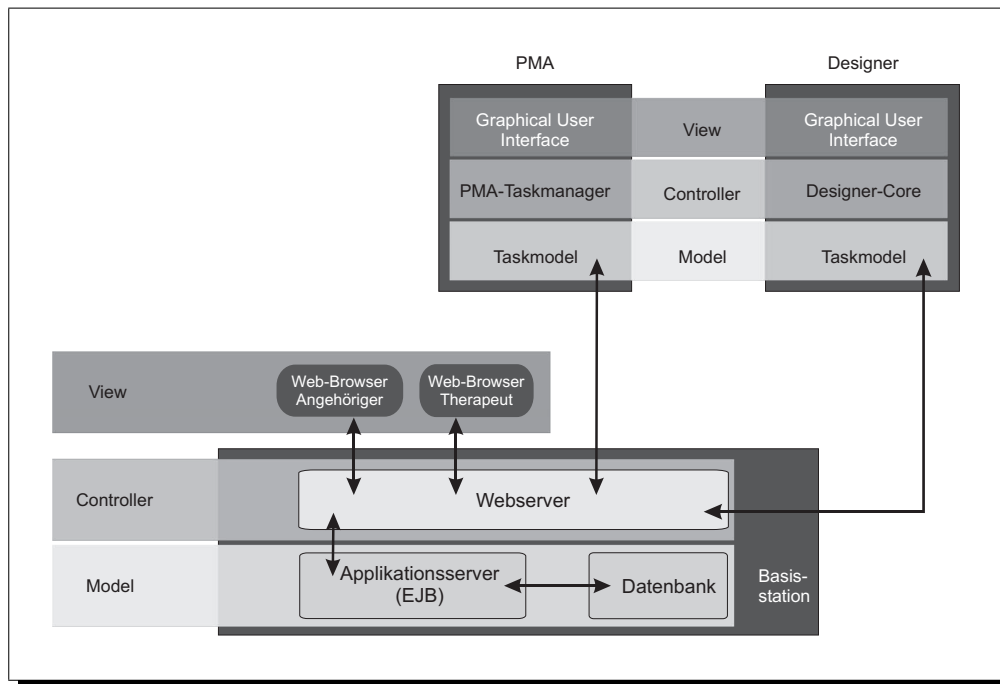 PMA
Designer
Graphical User
Interface
View
Graphical User
Interface
PMA-Taskmanager
Controller
Designer-Core
Taskmodel
Model
Taskmodel
View
Web-Browser
Angehöriger
Web-Browser
Therapeut
Controller
Webserver
Model
Applikationsserver
(EJB)
Datenbank
Basis-
station